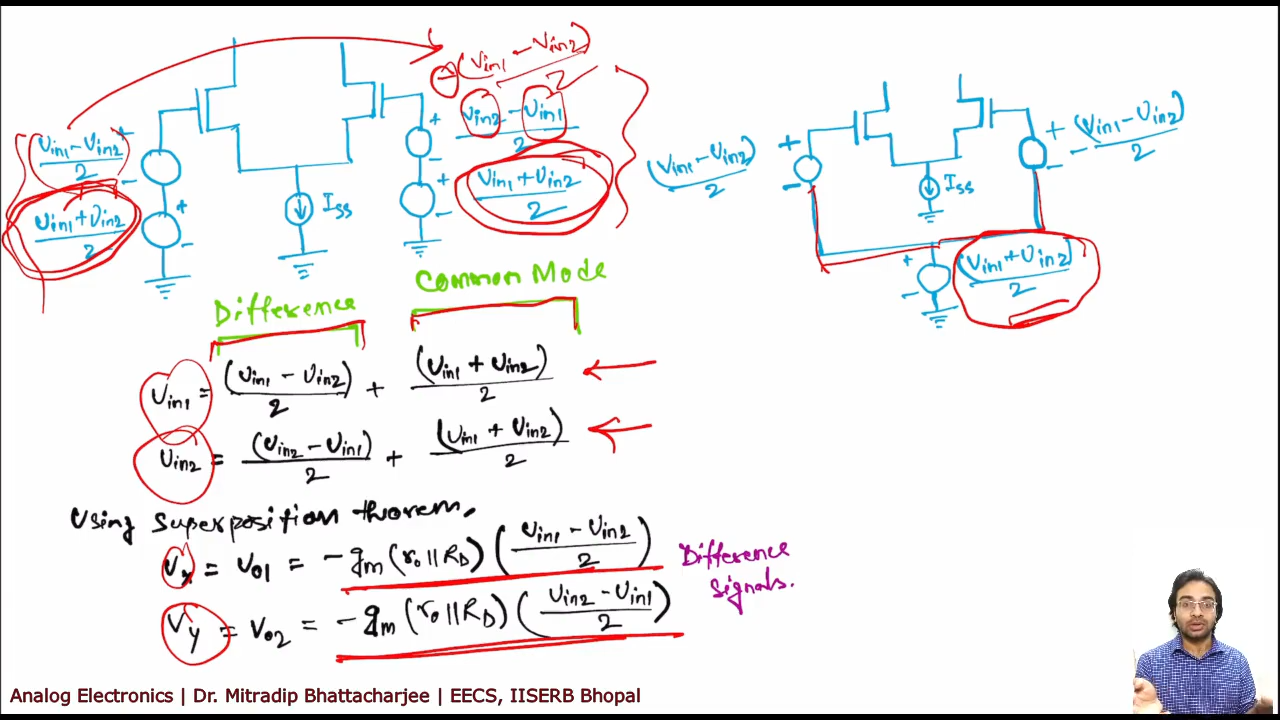 -(Vin1 - Vin2)/2
(Vin1 - Vin2)/2
+
-
+
-
(Vin2 - Vin1)/2
(Vin1 + Vin2)/2
+
-
ISS
+
-
(Vin1 + Vin2)/2
(Vin1 - Vin2)/2
+
-
ISS
+
-
-(Vin1 - Vin2)/2
+
-
(Vin1 + Vin2)/2
Difference
Common Mode
Vin1 = (Vin1 - Vin2)/2 + (Vin1 + Vin2)/2
Vin2 = (Vin2 - Vin1)/2 + (Vin1 + Vin2)/2
Using superposition thorem.
Vx = Vo1 = -gm(ro||RD)((Vin1 - Vin2)/2)
Vy = Vo2 = -gm(ro||RD)((Vin2 - Vin1)/2)
Difference
signals.
Analog Electronics | Dr. Mitradip Bhattacharjee | EECS, IISERB Bhopal